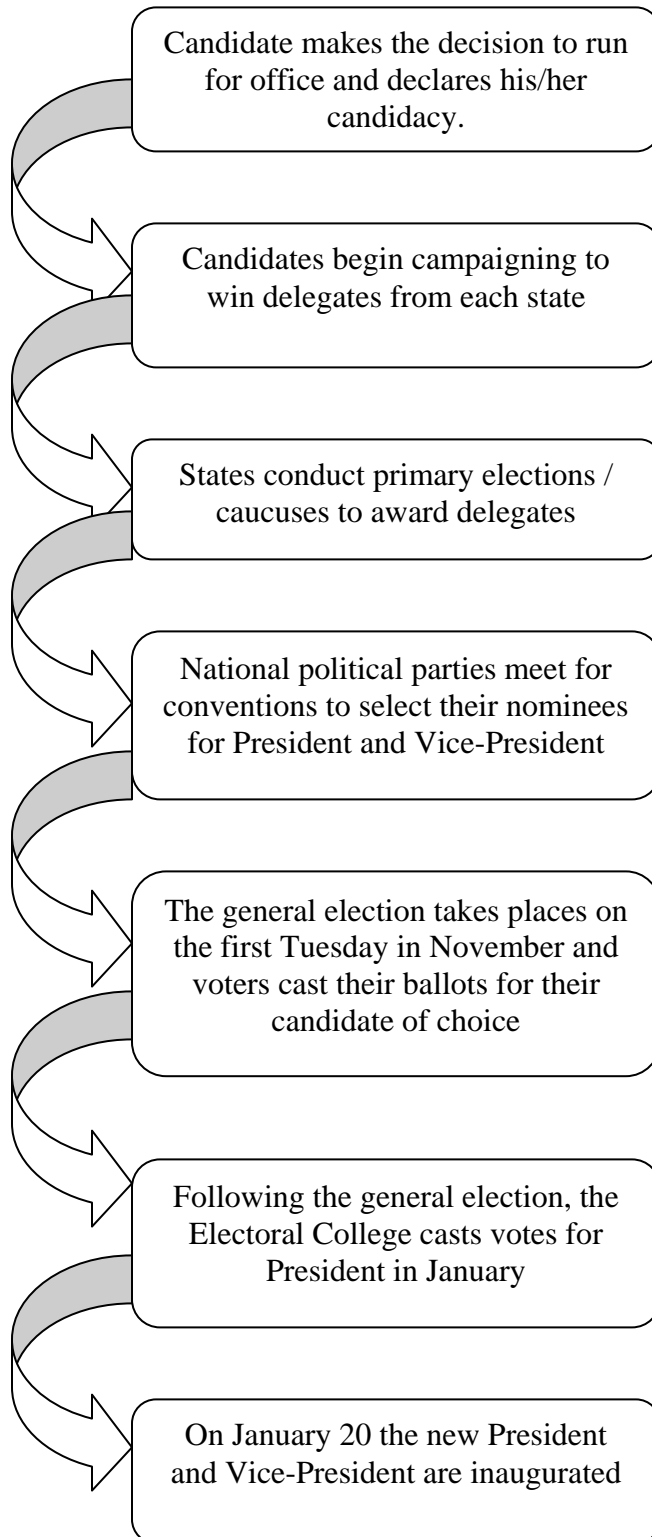 Candidate makes the decision to run
for office and declares his/her
candidacy.
Candidates begin campaigning to
win delegates from each state
States conduct primary elections /
caucuses to award delegates
National political parties meet for
conventions to select their nominees
for President and Vice-President
The general election takes places on
the first Tuesday in November and
voters cast their ballots for their
candidate of choice
Following the general election, the
Electoral College casts votes for
President in January
On January 20 the new President
and Vice-President are inaugurated